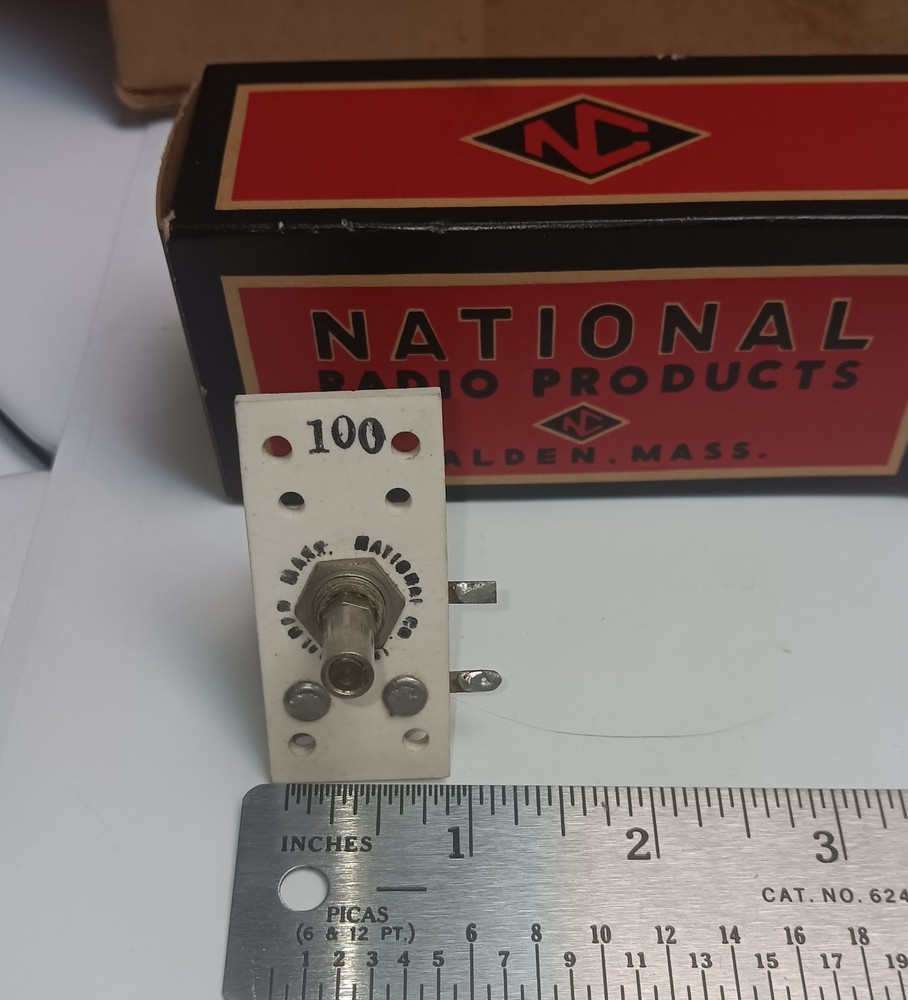 NC
NATIONAL
RADIO PRODUCTS
NC
ALDEN. MASS.
100
NATIONAL CO.
MASS.
1 2 3
INCHES
CAT. NO. 624
PICAS
(6 & 12 PT.)
6 8 10 12 14 16 18
1 2 3 4 5 7 9 11 13 15 17 19